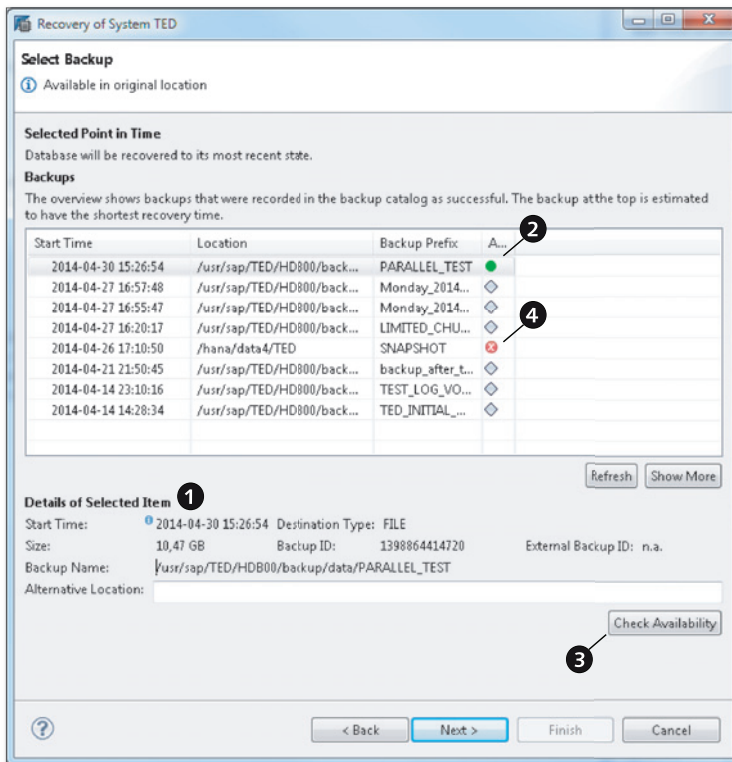 Recovery of System TED
Select Backup
Available in original location
Selected Point in Time
Database will be recovered to its most recent state.
Backups
The overview shows backups that were recorded in the backup catalog as successful. The backup at the top is estimated
to have the shortest recovery time.
Start Time Location Backup Prefix A...
2
2014-04-30 15:26:54 /usr/sap/TED/HD800/back... PARALLEL_TEST
2014-04-27 16:57:48 /usr/sap/TED/HD800/back... Monday_2014...
2014-04-27 16:55:47 /usr/sap/TED/HD800/back... Monday_2014...
2014-04-27 16:20:17 /usr/sap/TED/HD800/back... LIMITED_CHU...
4
2014-04-26 17:10:50 /hana/data4/TED SNAPSHOT
2014-04-21 21:50:45 /usr/sap/TED/HD800/back... backup_after_t...
2014-04-14 23:10:16 /usr/sap/TED/HD800/back... TEST_LOG_VO...
2014-04-14 14:28:34 /usr/sap/TED/HD800/back... TED_INITIAL_...
Refresh Show More
Details of Selected Item 1
Start Time: 2014-04-30 15:26:54 Destination Type: FILE
Size: 10,47 GB Backup ID: 1398864414720 External Backup ID: n.a.
Backup Name: /usr/sap/TED/HDB00/backup/data/PARALLEL_TEST
Alternative Location:
Check Availability
3
? < Back Next > Finish Cancel